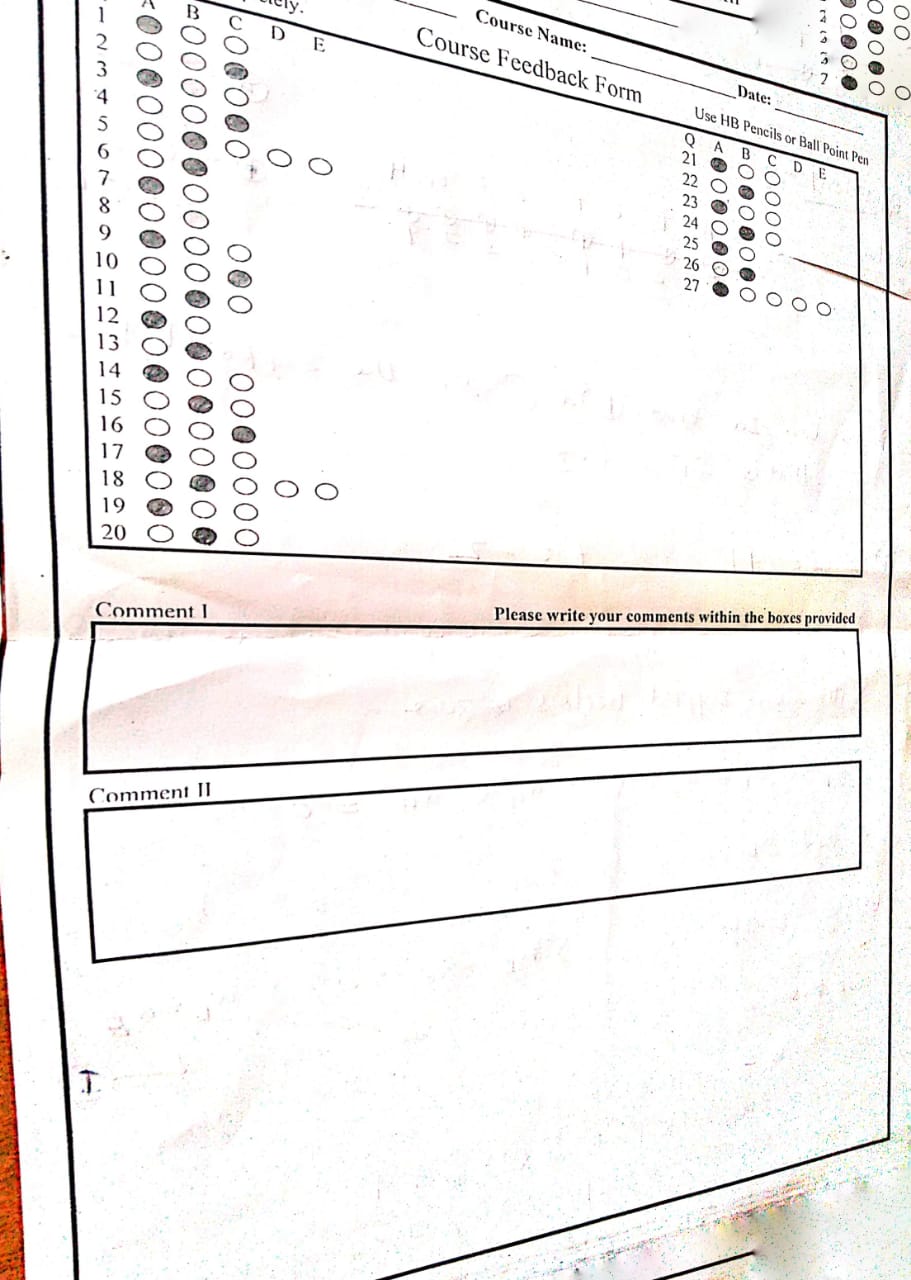 Course Name:
Course Feedback Form
Date:
Use HB Pencils or Ball Point Pen
A B C D E
1
2
3
4
5
6
7
8
9
10
11
12
13
14
15
16
17
18
19
20
Q A B C D E
21
22
23
24
25
26
27
Comment I
Please write your comments within the boxes provided
Comment II
I